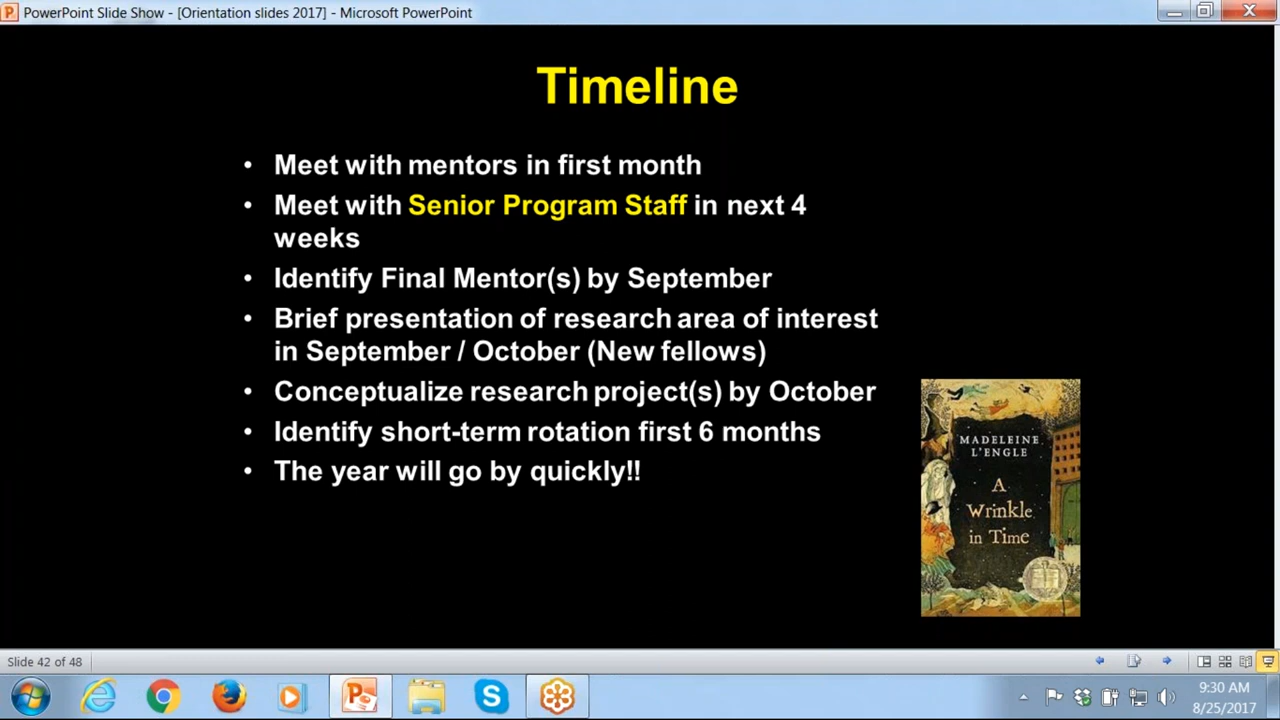 PowerPoint Slide Show - [Orientation slides 2017] - Microsoft PowerPoint
Timeline
• Meet with mentors in first month
• Meet with Senior Program Staff in next 4
weeks
• Identify Final Mentor(s) by September
• Brief presentation of research area of interest
in September / October (New fellows)
• Conceptualize research project(s) by October
• Identify short-term rotation first 6 months
• The year will go by quickly!!
MADELEINE
L'ENGLE
A
Wrinkle
in Time
Slide 42 of 48
9:30 AM
8/25/2017